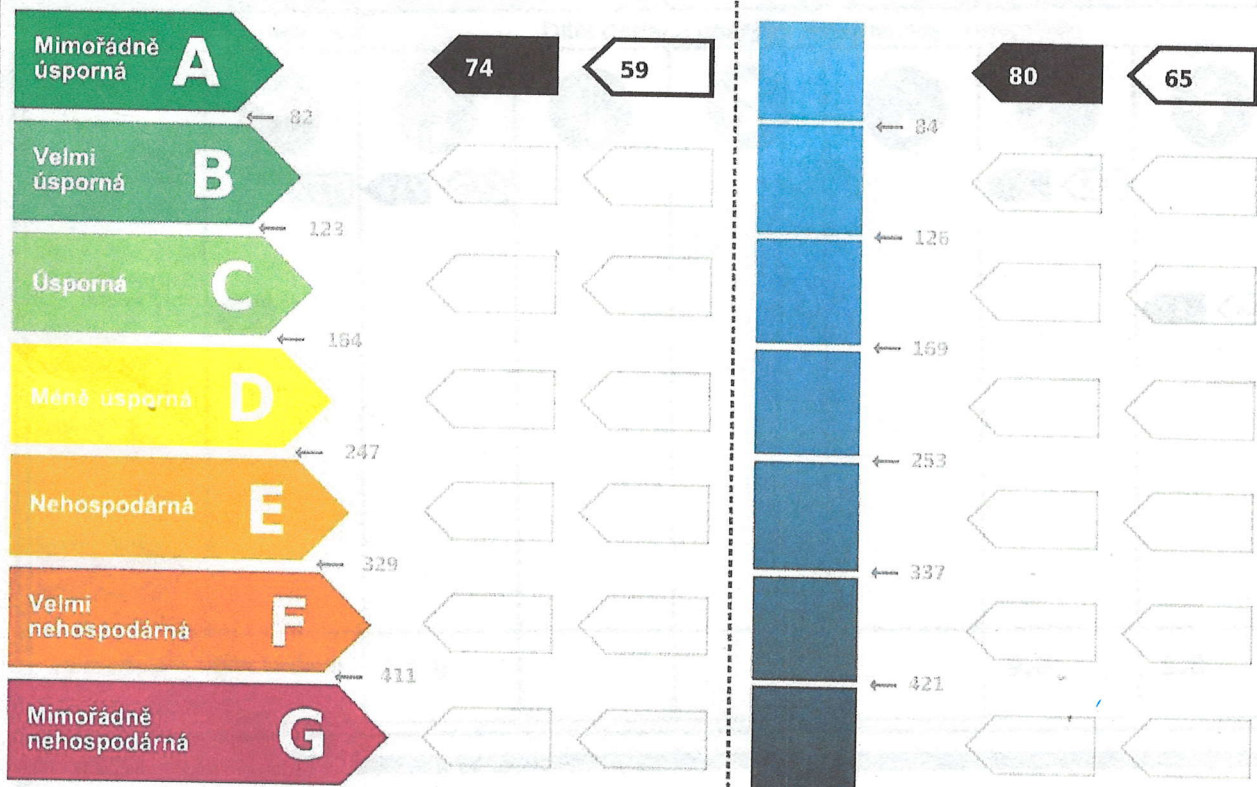 Mimořádně
úsporná A
74 59
80 65
82
84
Velmi
úsporná B
123
126
Úsporná C
164
169
Méně usporná D
247
253
Nehospodárná E
329
337
Velmi
nehospodárná F
411
421
Mimořádně
nehospodárná G